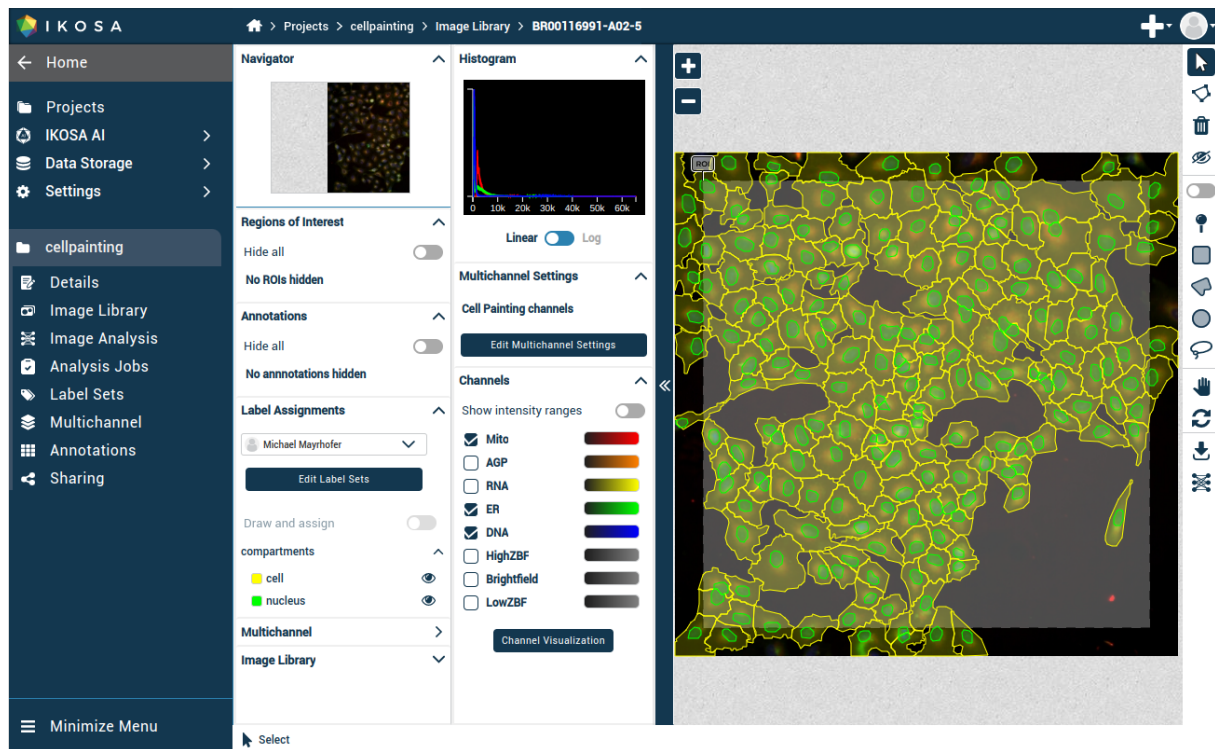 IKOSA
> Projects > cellpainting > Image Library > BR00116991-A02-5
Home
Projects
IKOSA AI
Data Storage
Settings
cellpainting
Details
Image Library
Image Analysis
Analysis Jobs
Label Sets
Multichannel
Annotations
Sharing
Minimize Menu
Navigator
Regions of Interest
Hide all
No ROIs hidden
Annotations
Hide all
No annnotations hidden
Label Assignments
Michael Mayrhofer
Edit Label Sets
Draw and assign
compartments
cell
nucleus
Multichannel
Image Library
Histogram
0 10k 20k 30k 40k 50k 60k
Linear Log
Multichannel Settings
Cell Painting channels
Edit Multichannel Settings
Channels
Show intensity ranges
Mito
AGP
RNA
ER
DNA
HighZBF
Brightfield
LowZBF
Channel Visualization
ROI
Select